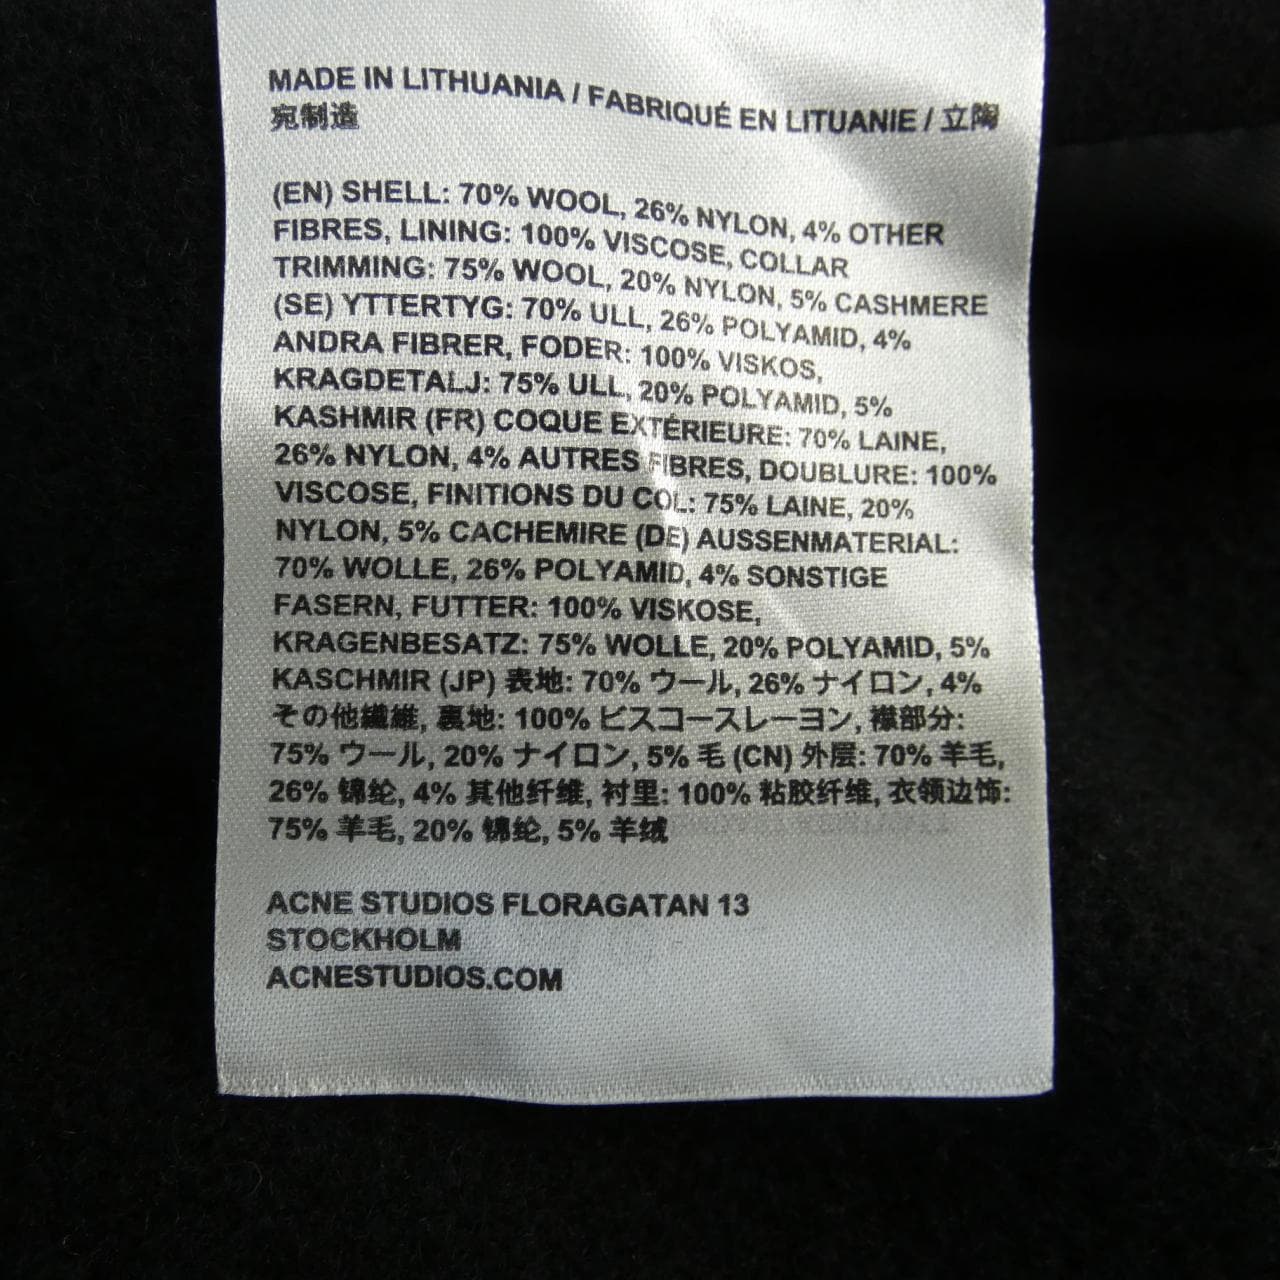 MADE IN LITHUANIA / FABRIQUÉ EN LITUANIE / 立陶
宛制造
(EN) SHELL: 70% WOOL, 26% NYLON, 4% OTHER
FIBRES, LINING: 100% VISCOSE, COLLAR
TRIMMING: 75% WOOL, 20% NYLON, 5% CASHMERE
(SE) YTTERTYG: 70% ULL, 26% POLYAMID, 4%
ANDRA FIBRER, FODER: 100% VISKOS,
KRAGDETALJ: 75% ULL, 20% POLYAMID, 5%
KASHMIR (FR) COQUE EXTÉRIEURE: 70% LAINE,
26% NYLON, 4% AUTRES FIBRES, DOUBLURE: 100%
VISCOSE, FINITIONS DU COL: 75% LAINE, 20%
NYLON, 5% CACHEMIRE (DE) AUSSENMATERIAL:
70% WOLLE, 26% POLYAMID, 4% SONSTIGE
FASERN, FUTTER: 100% VISKOSE,
KRAGENBESATZ: 75% WOLLE, 20% POLYAMID, 5%
KASCHMIR (JP) 表地: 70% ウール, 26% ナイロン, 4%
その他繊維, 裏地: 100% ビスコースレーヨン, 襟部分:
75% ウール, 20% ナイロン, 5% 毛 (CN) 外层: 70% 羊毛,
26% 锦纶, 4% 其他纤维, 衬里: 100% 粘胶纤维, 衣领边饰:
75% 羊毛, 20% 锦纶, 5% 羊绒
ACNE STUDIOS FLORAGATAN 13
STOCKHOLM
ACNESTUDIOS.COM